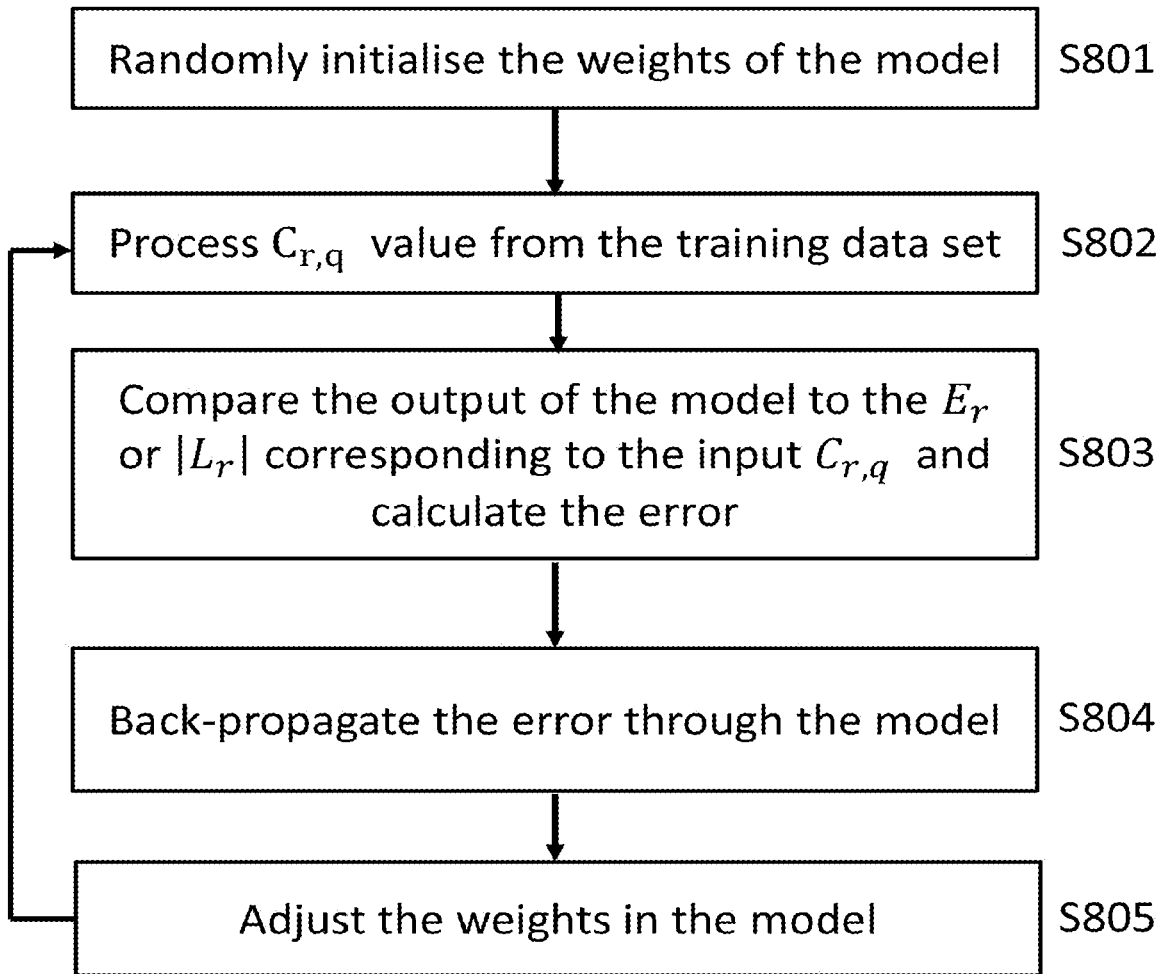 Randomly initialise the weights of the model S801
Process C_{r,q} value from the training data set S802
Compare the output of the model to the E_r
or |L_r| corresponding to the input C_{r,q} and S803
calculate the error
Back-propagate the error through the model S804
Adjust the weights in the model S805